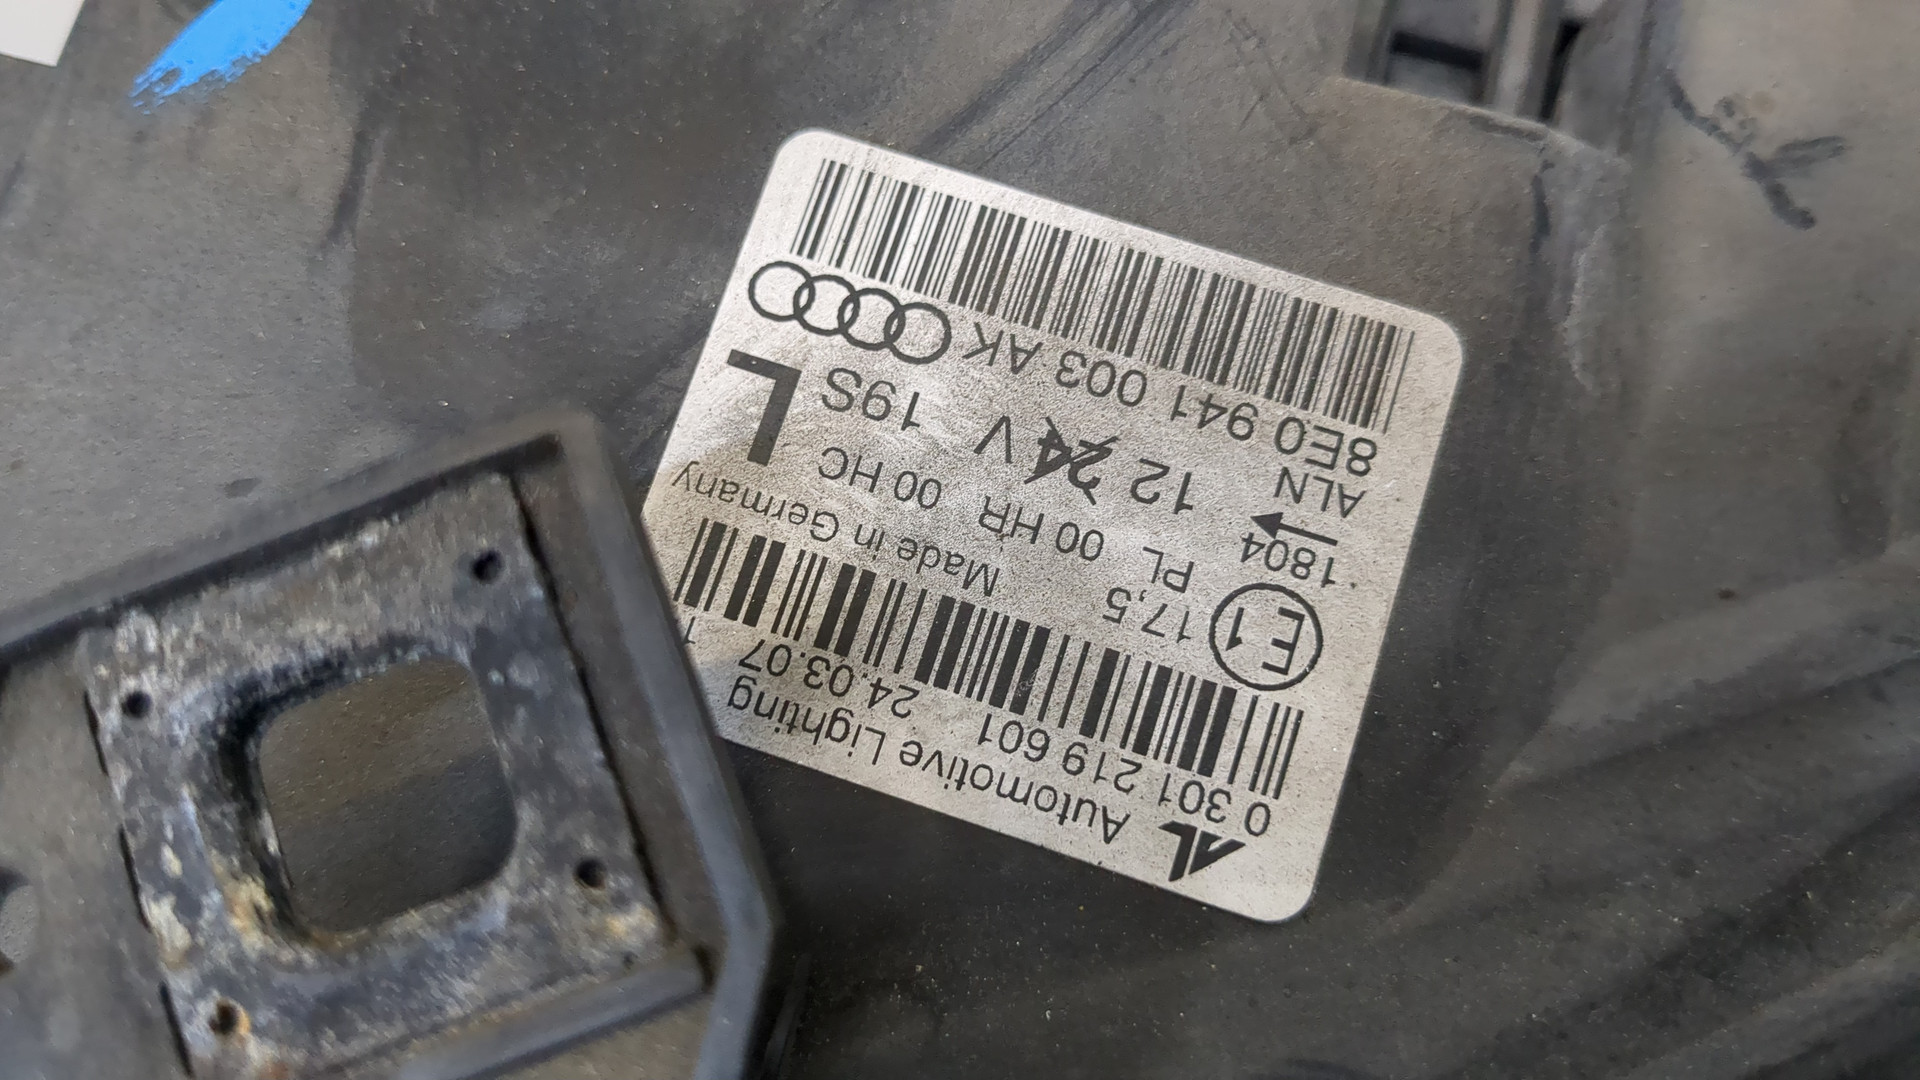 AL Automotive Lighting
0 301 219 601 24.03.07 1
E1 17,5 Made in Germany
1804 PL 00 HR 00 HC L
ALN 12 24 V 19S
8E0 941 003 AK